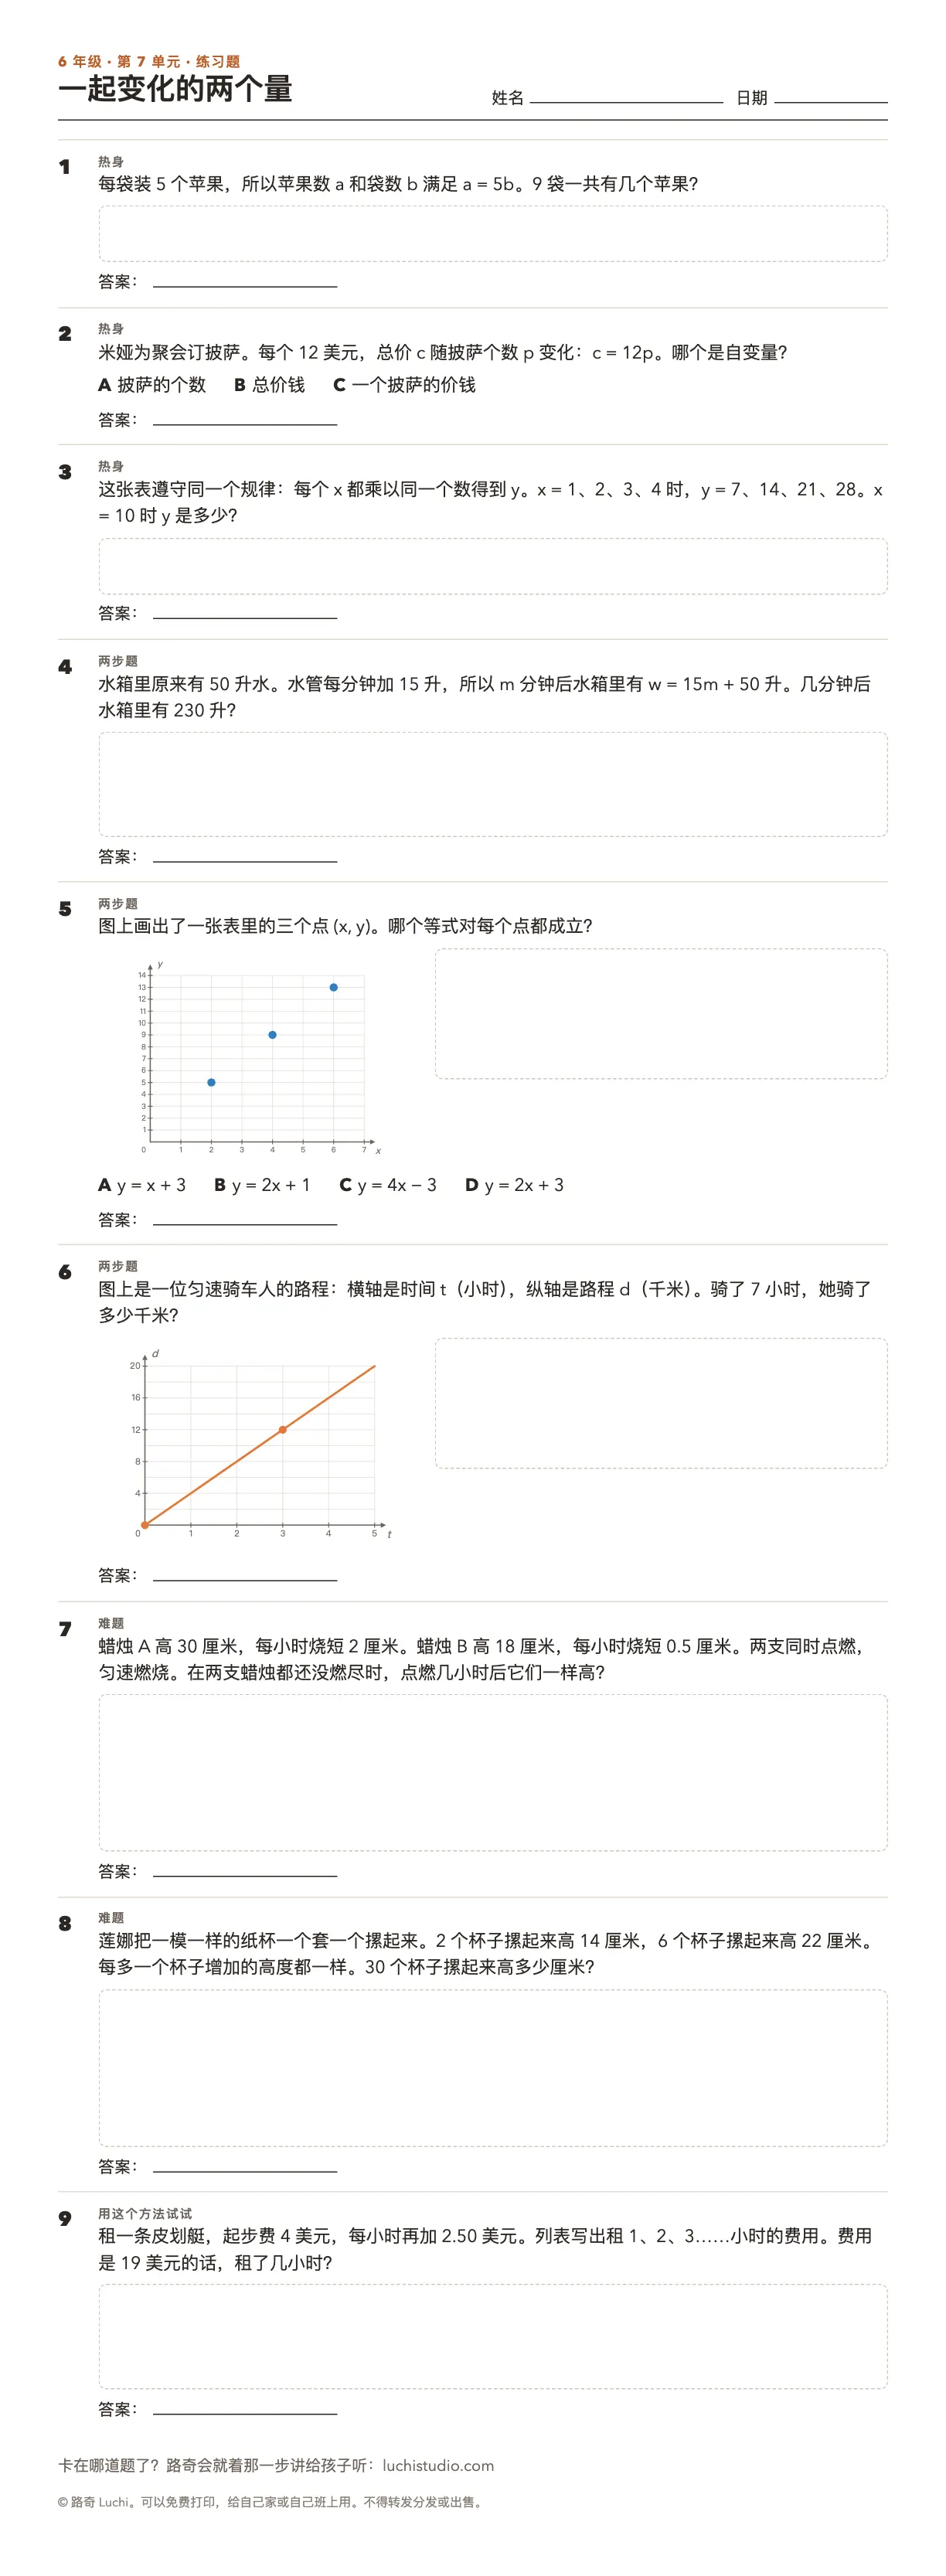 6 年级 · 第 7 单元 · 练习题
一起变化的两个量
姓名
日期
1
热身
每袋装 5 个苹果，所以苹果数 a 和袋数 b 满足 a = 5b。9 袋一共有几个苹果？
答案：
2
热身
米娅为聚会订披萨。每个 12 美元，总价 c 随披萨个数 p 变化：c = 12p。哪个是自变量？
A 披萨的个数 B 总价钱 C 一个披萨的价钱
答案：
3
热身
这张表遵守同一个规律：每个 x 都乘以同一个数得到 y。x = 1、2、3、4 时，y = 7、14、21、28。x
= 10 时 y 是多少？
答案：
4
两步题
水箱里原来有 50 升水。水管每分钟加 15 升，所以 m 分钟后水箱里有 w = 15m + 50 升。几分钟后
水箱里有 230 升？
答案：
5
两步题
图上画出了一张表里的三个点 (x, y)。哪个等式对每个点都成立？
y
14
13
12
11
10
9
8
7
6
5
4
3
2
1
0 1 2 3 4 5 6 7 x
A y = x + 3 B y = 2x + 1 C y = 4x − 3 D y = 2x + 3
答案：
6
两步题
图上是一位匀速骑车人的路程：横轴是时间 t（小时），纵轴是路程 d（千米）。骑了 7 小时，她骑了
多少千米？
d
20
16
12
8
4
0 1 2 3 4 5 t
答案：
7
难题
蜡烛 A 高 30 厘米，每小时烧短 2 厘米。蜡烛 B 高 18 厘米，每小时烧短 0.5 厘米。两支同时点燃，
匀速燃烧。在两支蜡烛都还没燃尽时，点燃几小时后它们一样高？
答案：
8
难题
莲娜把一模一样的纸杯一个套一个摞起来。2 个杯子摞起来高 14 厘米，6 个杯子摞起来高 22 厘米。
每多一个杯子增加的高度都一样。30 个杯子摞起来高多少厘米？
答案：
9
用这个方法试试
租一条皮划艇，起步费 4 美元，每小时再加 2.50 美元。列表写出租 1、2、3……小时的费用。费用
是 19 美元的话，租了几小时？
答案：
卡在哪道题了？路奇会就着那一步讲给孩子听：luchistudio.com
© 路奇 Luchi。可以免费打印，给自己家或自己班上用。不得转发分发或出售。